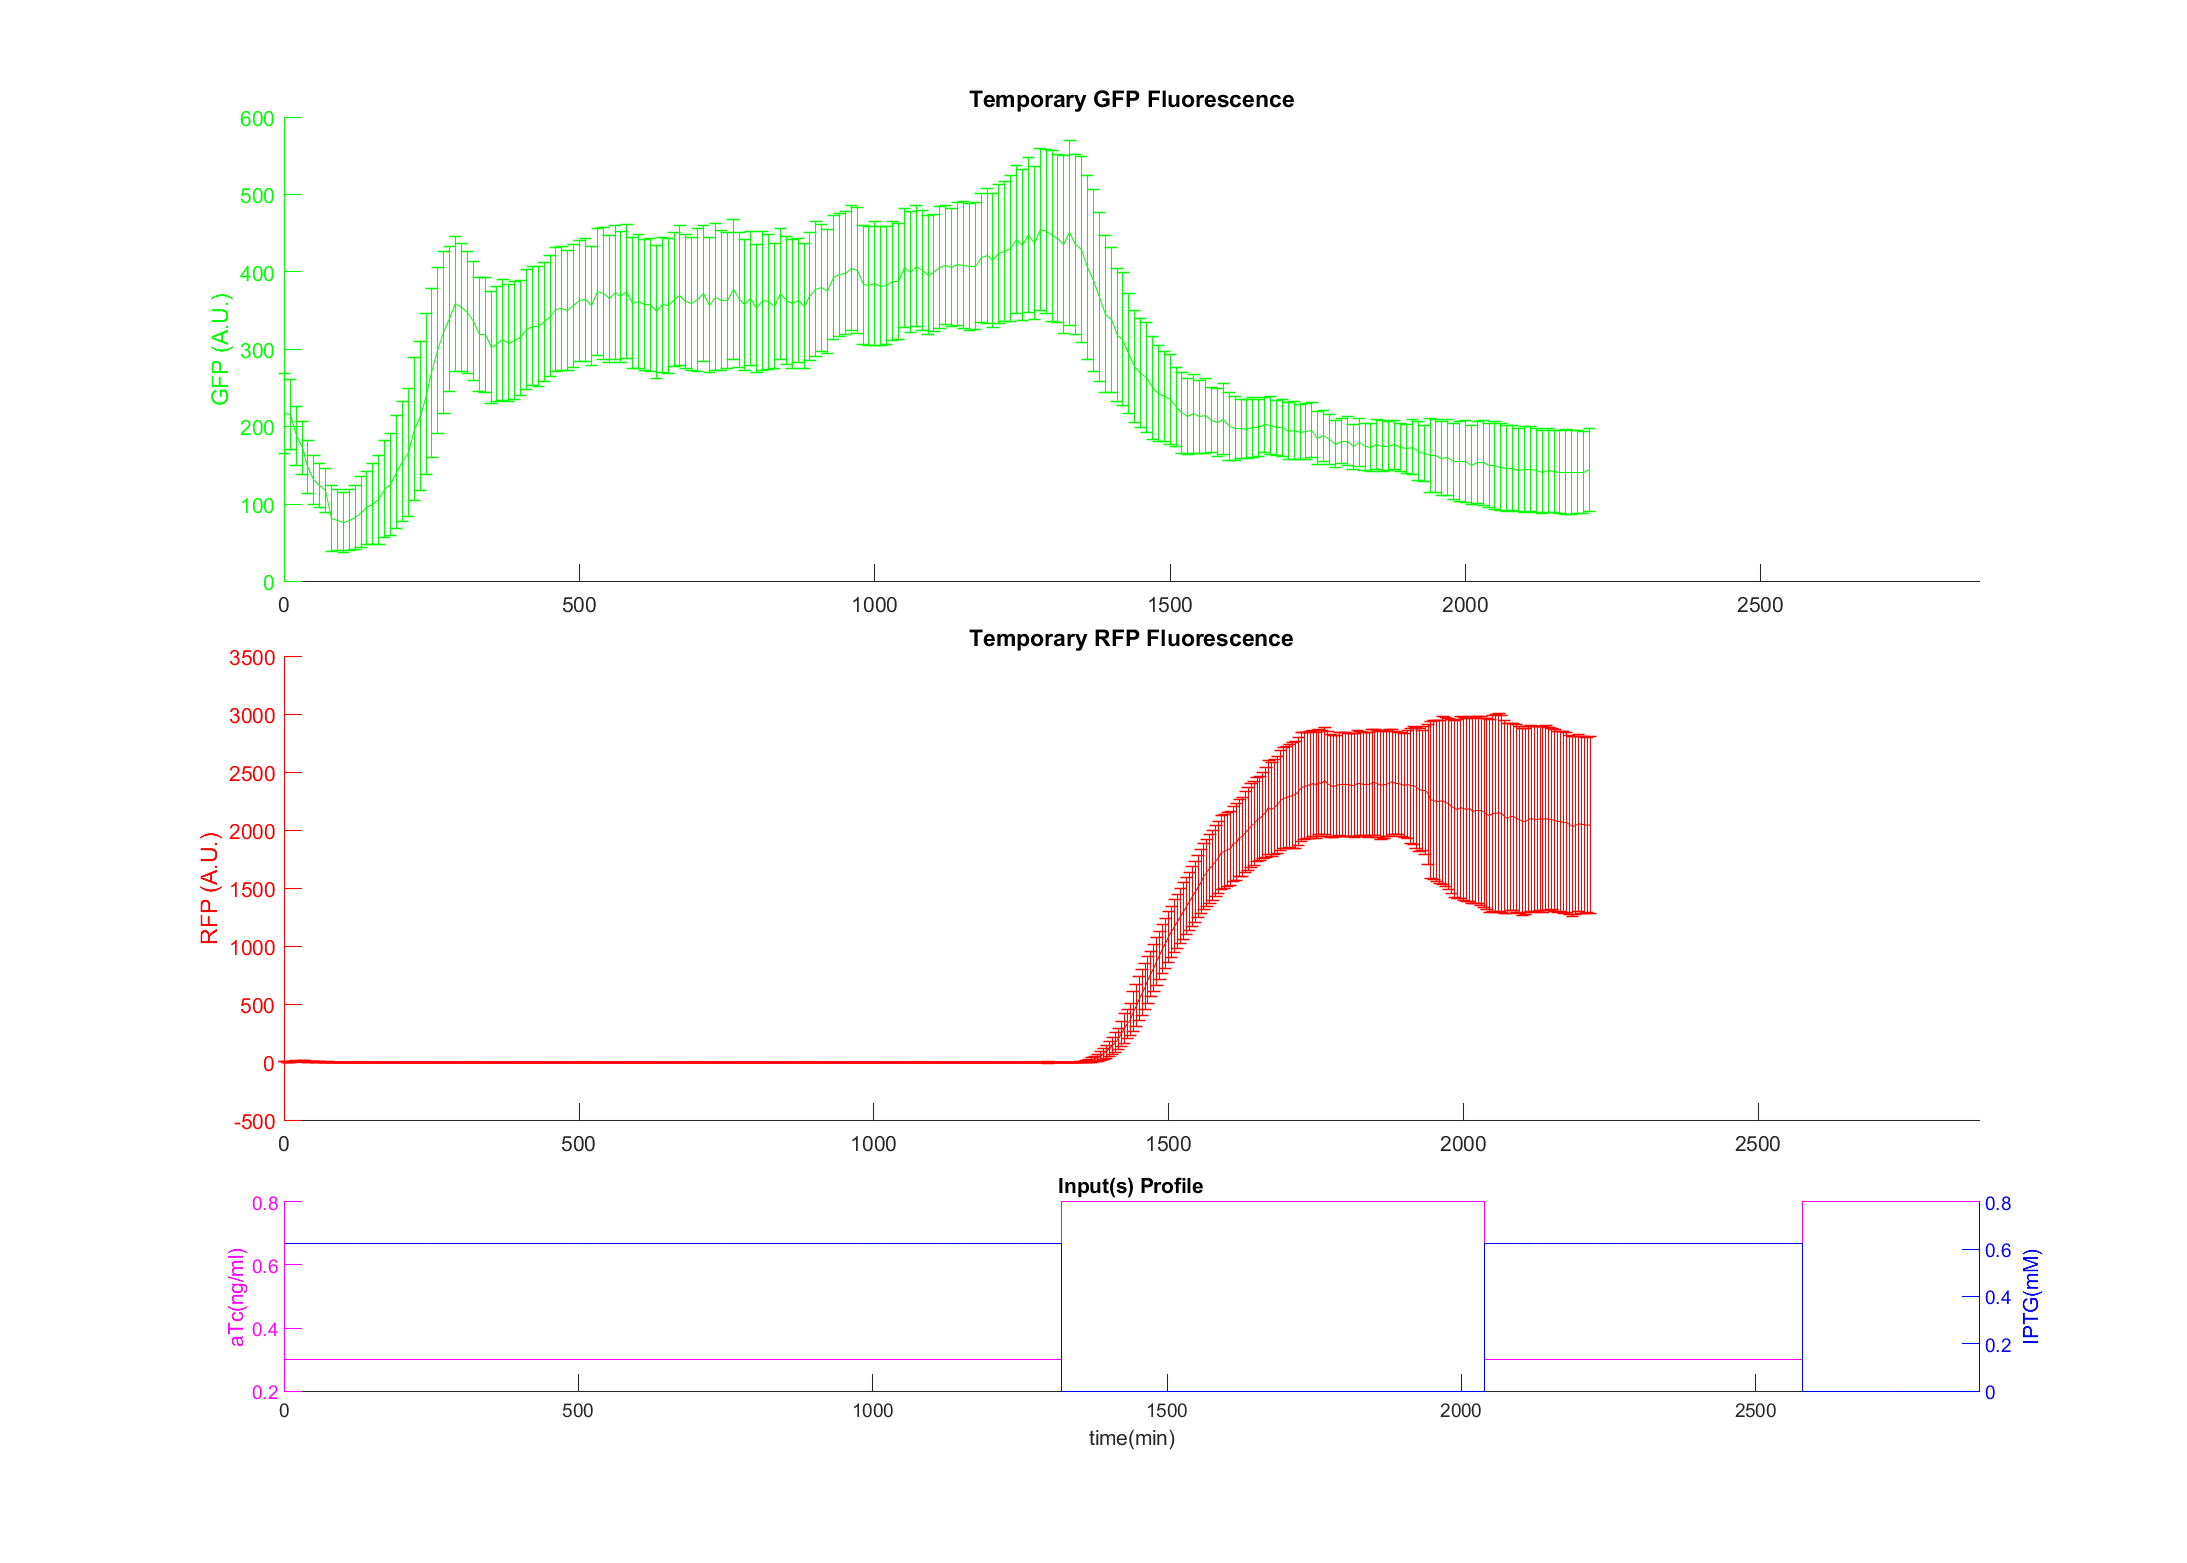 Temporary GFP Fluorescence
GFP (A.U.)
600
500
400
300
200
100
0
0 500 1000 1500 2000 2500
Temporary RFP Fluorescence
RFP (A.U.)
3500
3000
2500
2000
1500
1000
500
0
-500
0 500 1000 1500 2000 2500
Input(s) Profile
aTc(ng/ml)
0.8
0.6
0.4
0.2
0.8
0.6
0.4
0.2
0
IPTG(mM)
0 500 1000 1500 2000 2500
time(min)